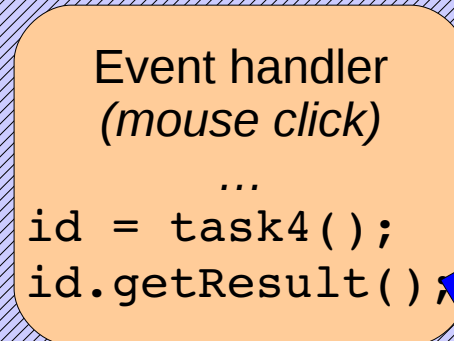 Event handler
(mouse click)
...
id = task4();
id.getResult();